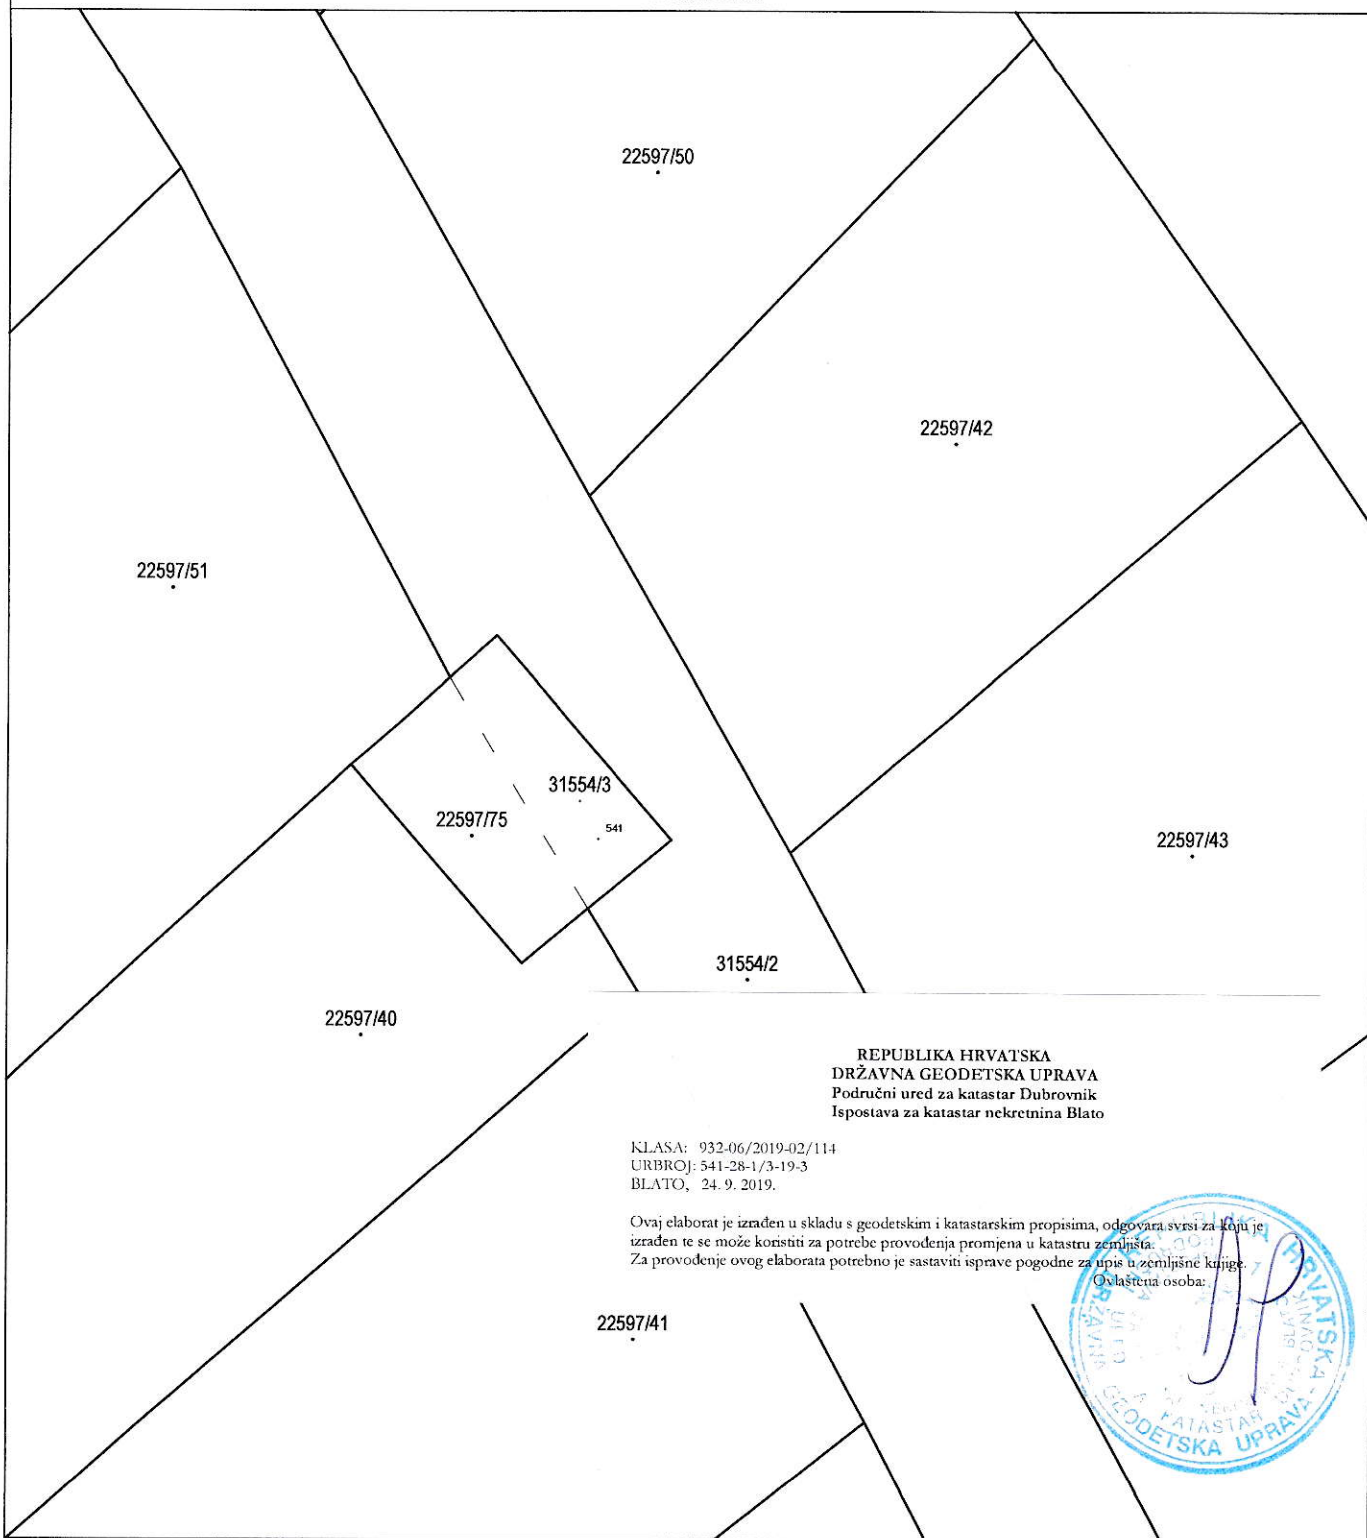 22597/50
22597/42
22597/51
31554/3
22597/75
541
22597/43
31554/2
22597/40
REPUBLIKA HRVATSKA
DRŽAVNA GEODETSKA UPRAVA
Područni ured za katastar Dubrovnik
Ispostava za katastar nekretnina Blato
KLASA: 932-06/2019-02/114
URBROJ: 541-28-1/3-19-3
BLATO, 24. 9. 2019.
Ovaj elaborat je izrađen u skladu s geodetskim i katastarskim propisima, odgovara svrsi za koju je
izrađen te se može koristiti za potrebe provođenja promjena u katastru zemljišta.
Za provođenje ovog elaborata potrebno je sastaviti isprave pogodne za upis u zemljišne knjige.
Ovlaštena osoba:
22597/41
REPUBLIKA HRVATSKA
DRŽAVNA GEODETSKA UPRAVA
KATASTAR